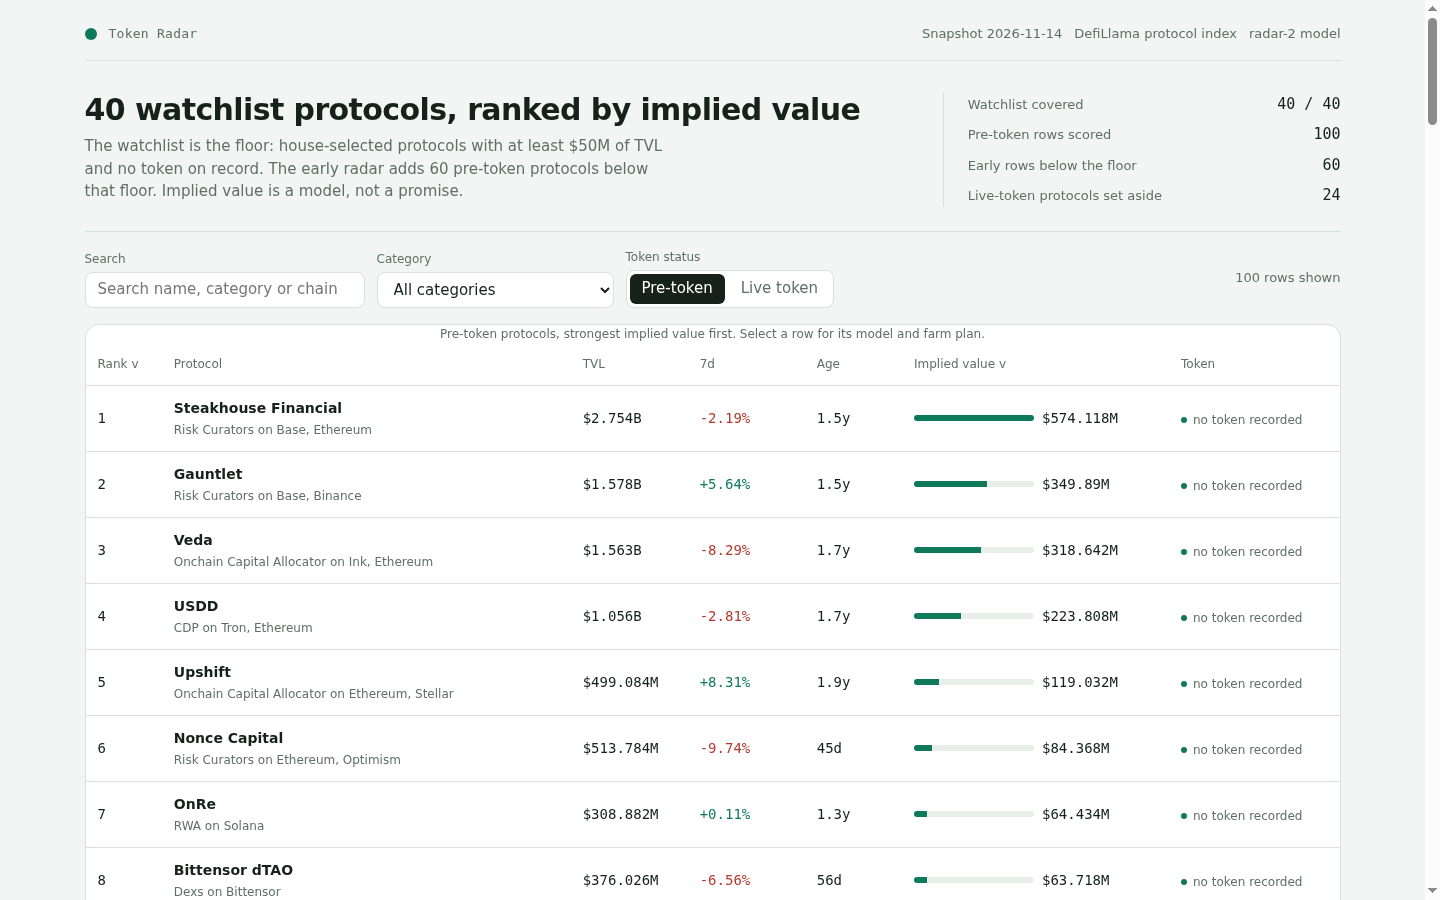 Token Radar
Snapshot 2026-11-14 DefiLlama protocol index radar-2 model
40 watchlist protocols, ranked by implied value
The watchlist is the floor: house-selected protocols with at least $50M of TVL
and no token on record. The early radar adds 60 pre-token protocols below
that floor. Implied value is a model, not a promise.
Watchlist covered 40 / 40
Pre-token rows scored 100
Early rows below the floor 60
Live-token protocols set aside 24
Search
Search name, category or chain
Category
All categories
Token status
Pre-token Live token
100 rows shown
Pre-token protocols, strongest implied value first. Select a row for its model and farm plan.
Rank v Protocol TVL 7d Age Implied value v Token
1 Steakhouse Financial $2.754B -2.19% 1.5y $574.118M no token recorded
Risk Curators on Base, Ethereum
2 Gauntlet $1.578B +5.64% 1.5y $349.89M no token recorded
Risk Curators on Base, Binance
3 Veda $1.563B -8.29% 1.7y $318.642M no token recorded
Onchain Capital Allocator on Ink, Ethereum
4 USDD $1.056B -2.81% 1.7y $223.808M no token recorded
CDP on Tron, Ethereum
5 Upshift $499.084M +8.31% 1.9y $119.032M no token recorded
Onchain Capital Allocator on Ethereum, Stellar
6 Nonce Capital $513.784M -9.74% 45d $84.368M no token recorded
Risk Curators on Ethereum, Optimism
7 OnRe $308.882M +0.11% 1.3y $64.434M no token recorded
RWA on Solana
8 Bittensor dTAO $376.026M -6.56% 56d $63.718M no token recorded
Dexs on Bittensor